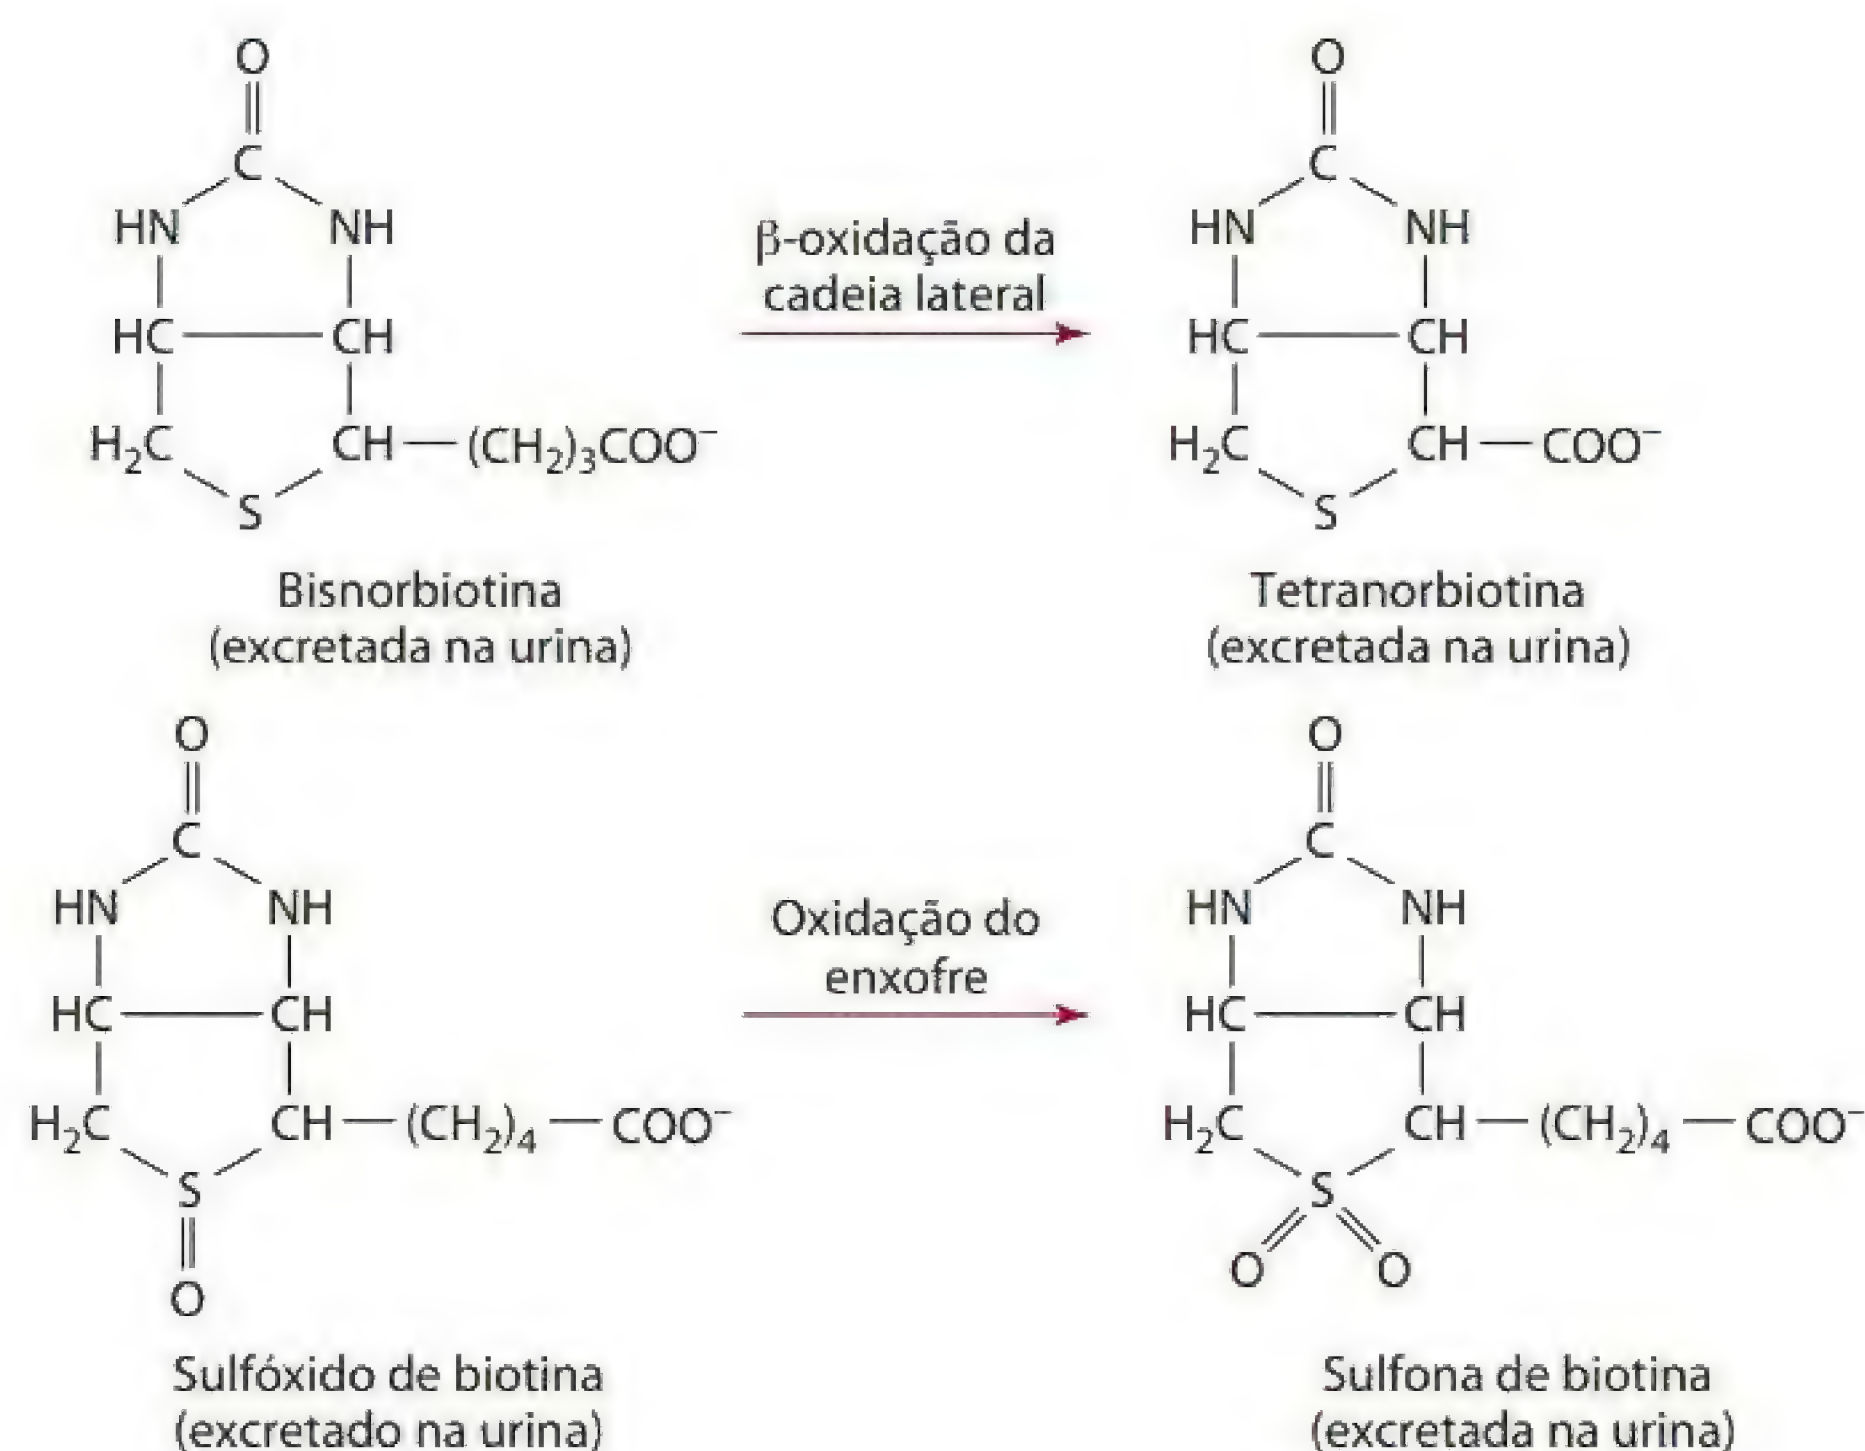 O
C
HN NH
HC CH
H₂C CH—(CH₂)₃COO⁻
S
Bisnorbiotina
(excretada na urina)
β-oxidação da
cadeia lateral
O
C
HN NH
HC CH
H₂C CH—COO⁻
S
Tetranorbiotina
(excretada na urina)
O
C
HN NH
HC CH
H₂C CH—(CH₂)₄—COO⁻
S
O
Sulfóxido de biotina
(excretado na urina)
Oxidação do
enxofre
O
C
HN NH
HC CH
H₂C CH—(CH₂)₄—COO⁻
S
O O
Sulfona de biotina
(excretada na urina)